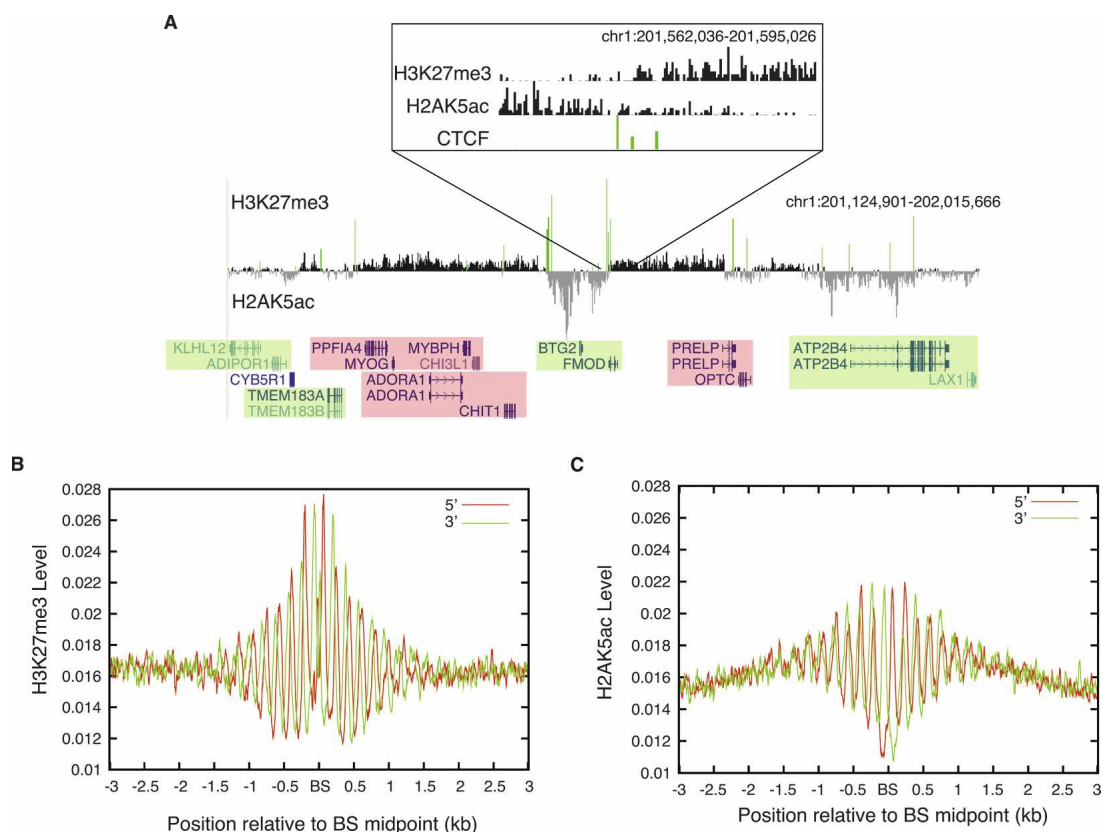 A
chr1:201,562,036-201,595,026
H3K27me3
H2AK5ac
CTCF
H3K27me3
chr1:201,124,901-202,015,666
H2AK5ac
KLHL12
ADIPOR1
CYB5R1
TMEM183A
TMEM183B
PPFIA4
MYBPH
MYOG
CHI3L1
ADORA1
ADORA1
CHIT1
BTG2
FMOD
PRELP
PRELP
OPTC
ATP2B4
ATP2B4
LAX1
B
0.028
0.026
0.024
0.022
0.02
0.018
0.016
0.014
0.012
0.01
H3K27me3 Level
5'
3'
-3 -2.5 -2 -1.5 -1 -0.5 BS 0.5 1 1.5 2 2.5 3
Position relative to BS midpoint (kb)
C
0.028
0.026
0.024
0.022
0.02
0.018
0.016
0.014
0.012
0.01
H2AK5ac Level
5'
3'
-3 -2.5 -2 -1.5 -1 -0.5 BS 0.5 1 1.5 2 2.5 3
Position relative to BS midpoint (kb)